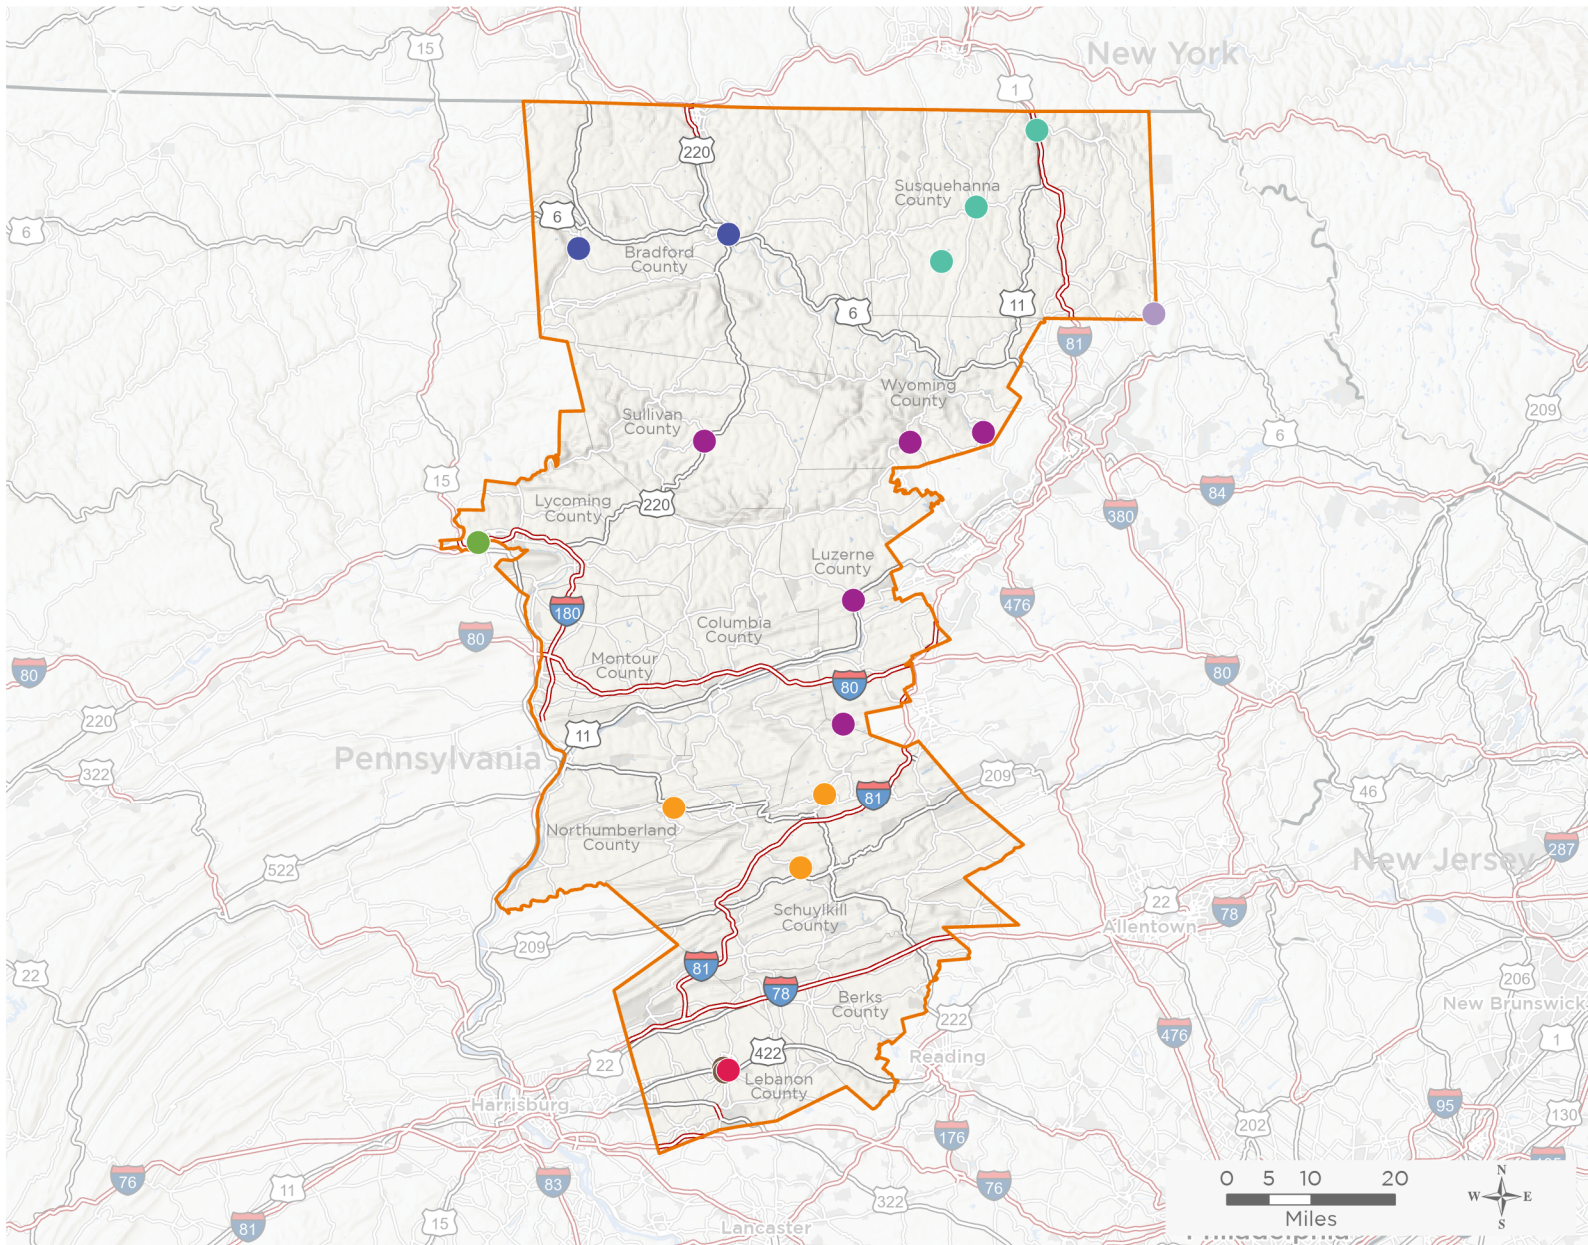 15
New York
1
220
Susquehanna
County
6
6
Bradford
County
11
6
81
Wyoming
County
209
Sullivan
County
6
15
84
220
Lycoming
County
380
Luzerne
County
476
180
Columbia
County
80
Montour
County
80
80
80
220
11
Pennsylvania
322
209
81
46
Northumberland
County
287
New Jersey
522
22
78
Schuylkill
County
Allentown
209
81
22
78
206
Berks
County
New Brunswick
222
476
1
422
Reading
22
Lebanon
County
Harrisburg
95
130
202
176
76
83
76
11
322
0 5 10 20
Miles
N
W E
S
15
81
Lancaster